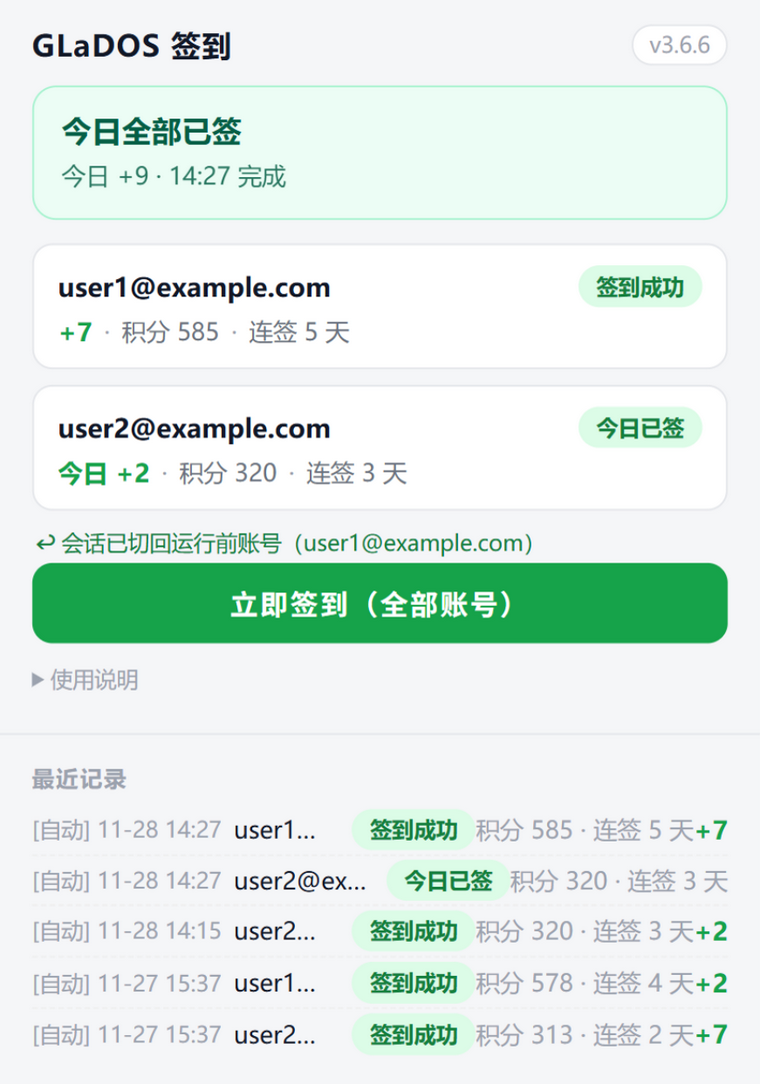 GLaDOS 签到 v3.6.6
今日全部已签
今日 +9 · 14:27 完成
user1@example.com 签到成功
+7 · 积分 585 · 连签 5 天
user2@example.com 今日已签
今日 +2 · 积分 320 · 连签 3 天
↩ 会话已切回运行前账号（user1@example.com）
立即签到（全部账号）
▶ 使用说明
最近记录
[自动] 11-28 14:27 user1... 签到成功 积分 585 · 连签 5 天 +7
[自动] 11-28 14:27 user2@ex... 今日已签 积分 320 · 连签 3 天
[自动] 11-28 14:15 user2... 签到成功 积分 320 · 连签 3 天 +2
[自动] 11-27 15:37 user1... 签到成功 积分 578 · 连签 4 天 +2
[自动] 11-27 15:37 user2... 签到成功 积分 313 · 连签 2 天 +7